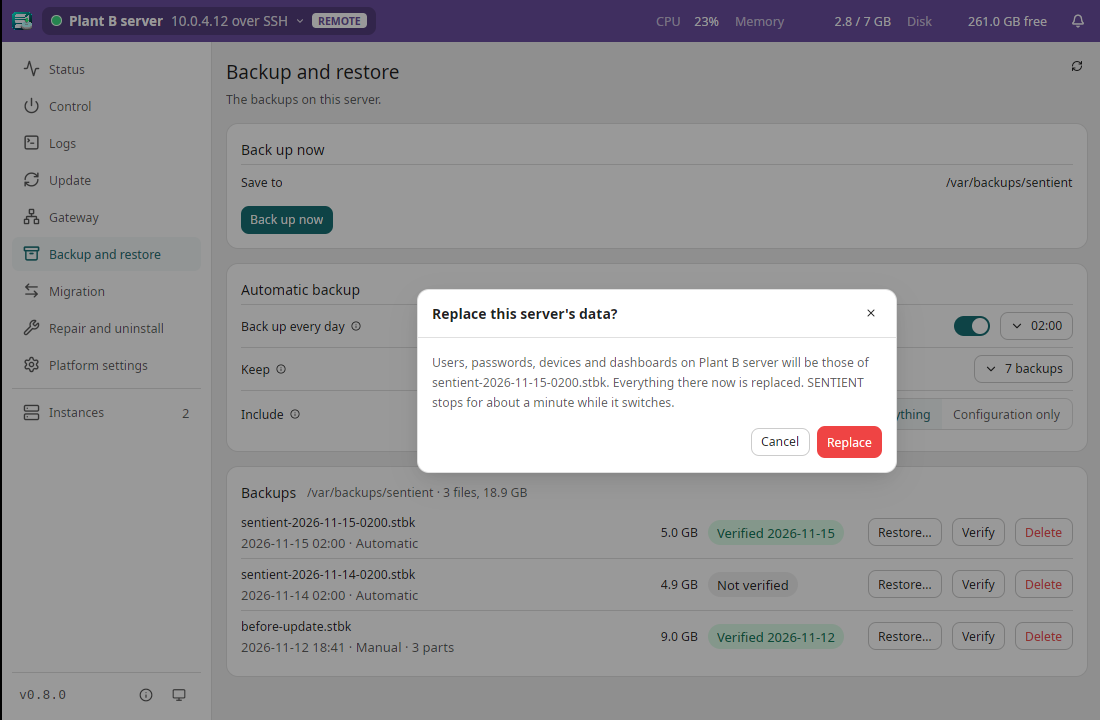 Plant B server 10.0.4.12 over SSH REMOTE
CPU 23% Memory 2.8 / 7 GB Disk 261.0 GB free
Status
Control
Logs
Update
Gateway
Backup and restore
Migration
Repair and uninstall
Platform settings
Instances 2
v0.8.0
Backup and restore
The backups on this server.
Back up now
Save to /var/backups/sentient
Back up now
Automatic backup
Back up every day 02:00
Keep 7 backups
Include ything Configuration only
Replace this server's data?
Users, passwords, devices and dashboards on Plant B server will be those of
sentient-2026-11-15-0200.stbk. Everything there now is replaced. SENTIENT
stops for about a minute while it switches.
Cancel Replace
Backups /var/backups/sentient · 3 files, 18.9 GB
sentient-2026-11-15-0200.stbk
2026-11-15 02:00 · Automatic
5.0 GB Verified 2026-11-15 Restore... Verify Delete
sentient-2026-11-14-0200.stbk
2026-11-14 02:00 · Automatic
4.9 GB Not verified Restore... Verify Delete
before-update.stbk
2026-11-12 18:41 · Manual · 3 parts
9.0 GB Verified 2026-11-12 Restore... Verify Delete